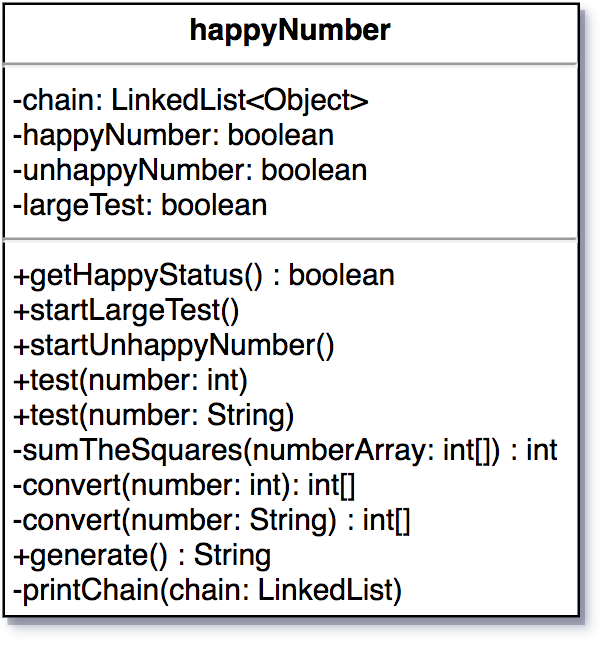 happyNumber
-chain: LinkedList<Object>
-happyNumber: boolean
-unhappyNumber: boolean
-largeTest: boolean
+getHappyStatus() : boolean
+startLargeTest()
+startUnhappyNumber()
+test(number: int)
+test(number: String)
-sumTheSquares(numberArray: int[]) : int
-convert(number: int): int[]
-convert(number: String) : int[]
+generate() : String
-printChain(chain: LinkedList)